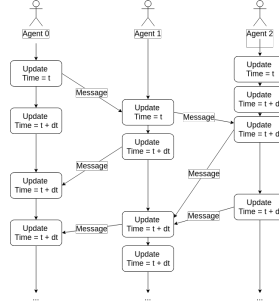 Agent 0
Agent 1
Agent 2
Update
Time = t
Update
Time = t
Message
Update
Time = t + d
Update
Time = t
Update
Time = t + dt
Message
Update
Time = t + d
Update
Time = t + dt
Message
Update
Time = t + dt
Message
Update
Time = t + d
Update
Time = t + dt
Update
Time = t + dt
Message
Message
Update
Time = t + dt
...
...
...